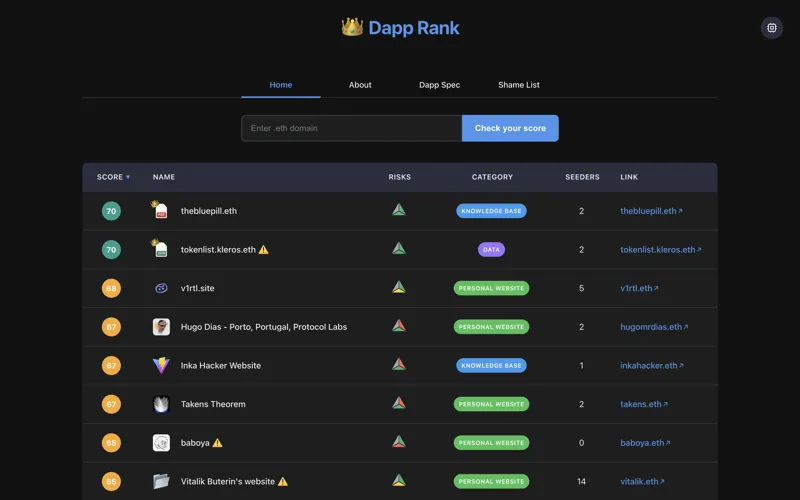 👑 Dapp Rank
Home About Dapp Spec Shame List
Enter .eth domain Check your score
SCORE ▼ NAME RISKS CATEGORY SEEDERS LINK
70 thebluepill.eth KNOWLEDGE BASE 2 thebluepill.eth ↗
70 tokenlist.kleros.eth ⚠️ DATA 2 tokenlist.kleros.eth ↗
68 v1rtl.site PERSONAL WEBSITE 5 v1rtl.eth ↗
67 Hugo Dias - Porto, Portugal, Protocol Labs PERSONAL WEBSITE 2 hugomrdias.eth ↗
67 Inka Hacker Website KNOWLEDGE BASE 1 inkahacker.eth ↗
67 Takens Theorem PERSONAL WEBSITE 2 takens.eth ↗
65 baboya ⚠️ PERSONAL WEBSITE 0 baboya.eth ↗
65 Vitalik Buterin's website ⚠️ PERSONAL WEBSITE 14 vitalik.eth ↗